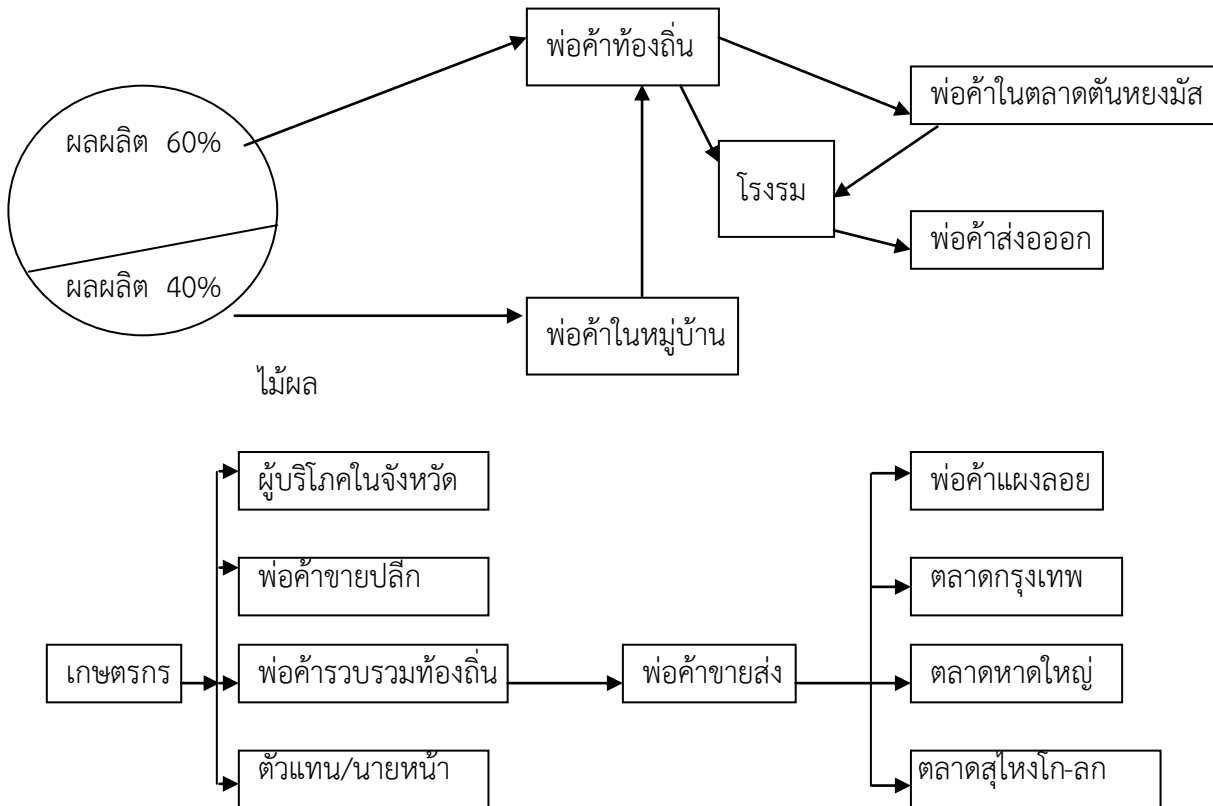 พ่อค้าท้องถิ่น
พ่อค้าในตลาดตันหยงมัส
ผลผลิต 60%
โรงรม
พ่อค้าส่งอออก
ผลผลิต 40%
พ่อค้าในหมู่บ้าน
ไม้ผล
ผู้บริโภคในจังหวัด
พ่อค้าแผงลอย
พ่อค้าขายปลีก
ตลาดกรุงเทพ
เกษตรกร
พ่อค้ารวบรวมท้องถิ่น
พ่อค้าขายส่ง
ตลาดหาดใหญ่
ตัวแทน/นายหน้า
ตลาดสุไหงโก-ลก